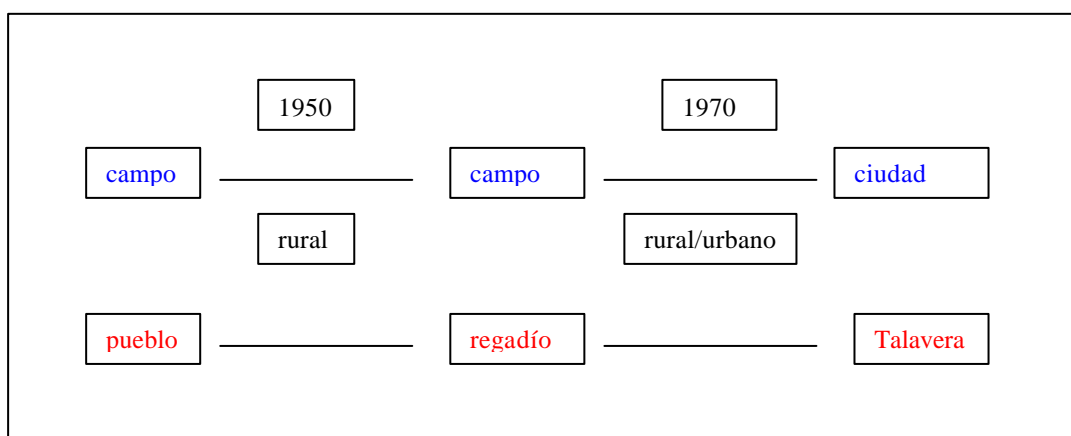 1950 1970
campo campo ciudad
rural rural/urbano
pueblo regadío Talavera